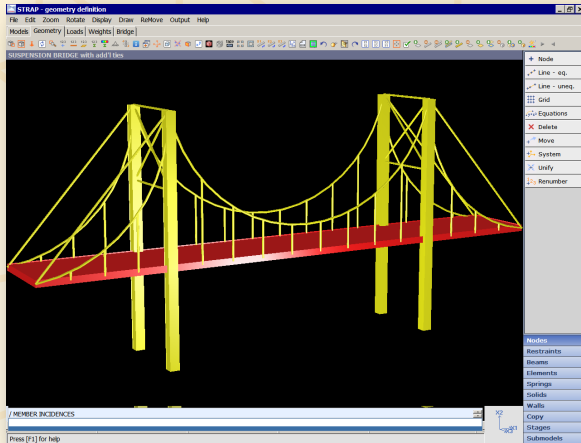 STRAP - geometry definition
File Edit Zoom Rotate Display Draw ReMove Output Help
Models Geometry Loads Weights Bridge
SUSPENSION BRIDGE with add'l ties
+ Node
Line - eq.
Line - uneq.
Grid
Equations
Delete
Move
System
Unify
Renumber
Nodes
Restraints
Beams
Elements
Springs
Solids
Walls
Copy
Stages
Submodels
/ MEMBER INCIDENCES
X2
Press [F1] for help